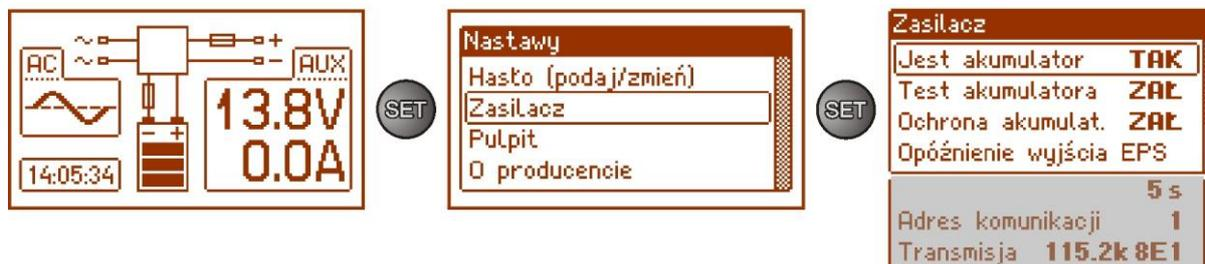 AC
AUX
13.8V
0.0A
14:05:34
SET
Nastawy
Hasło (podaj/zmień)
Zasilacz
Pulpit
O producencie
SET
Zasilacz
Jest akumulator TAK
Test akumulatora ZAŁ
Ochrona akumulat. ZAŁ
Opóźnienie wyjścia EPS
5 s
Adres komunikacji 1
Transmisja 115.2k 8E1